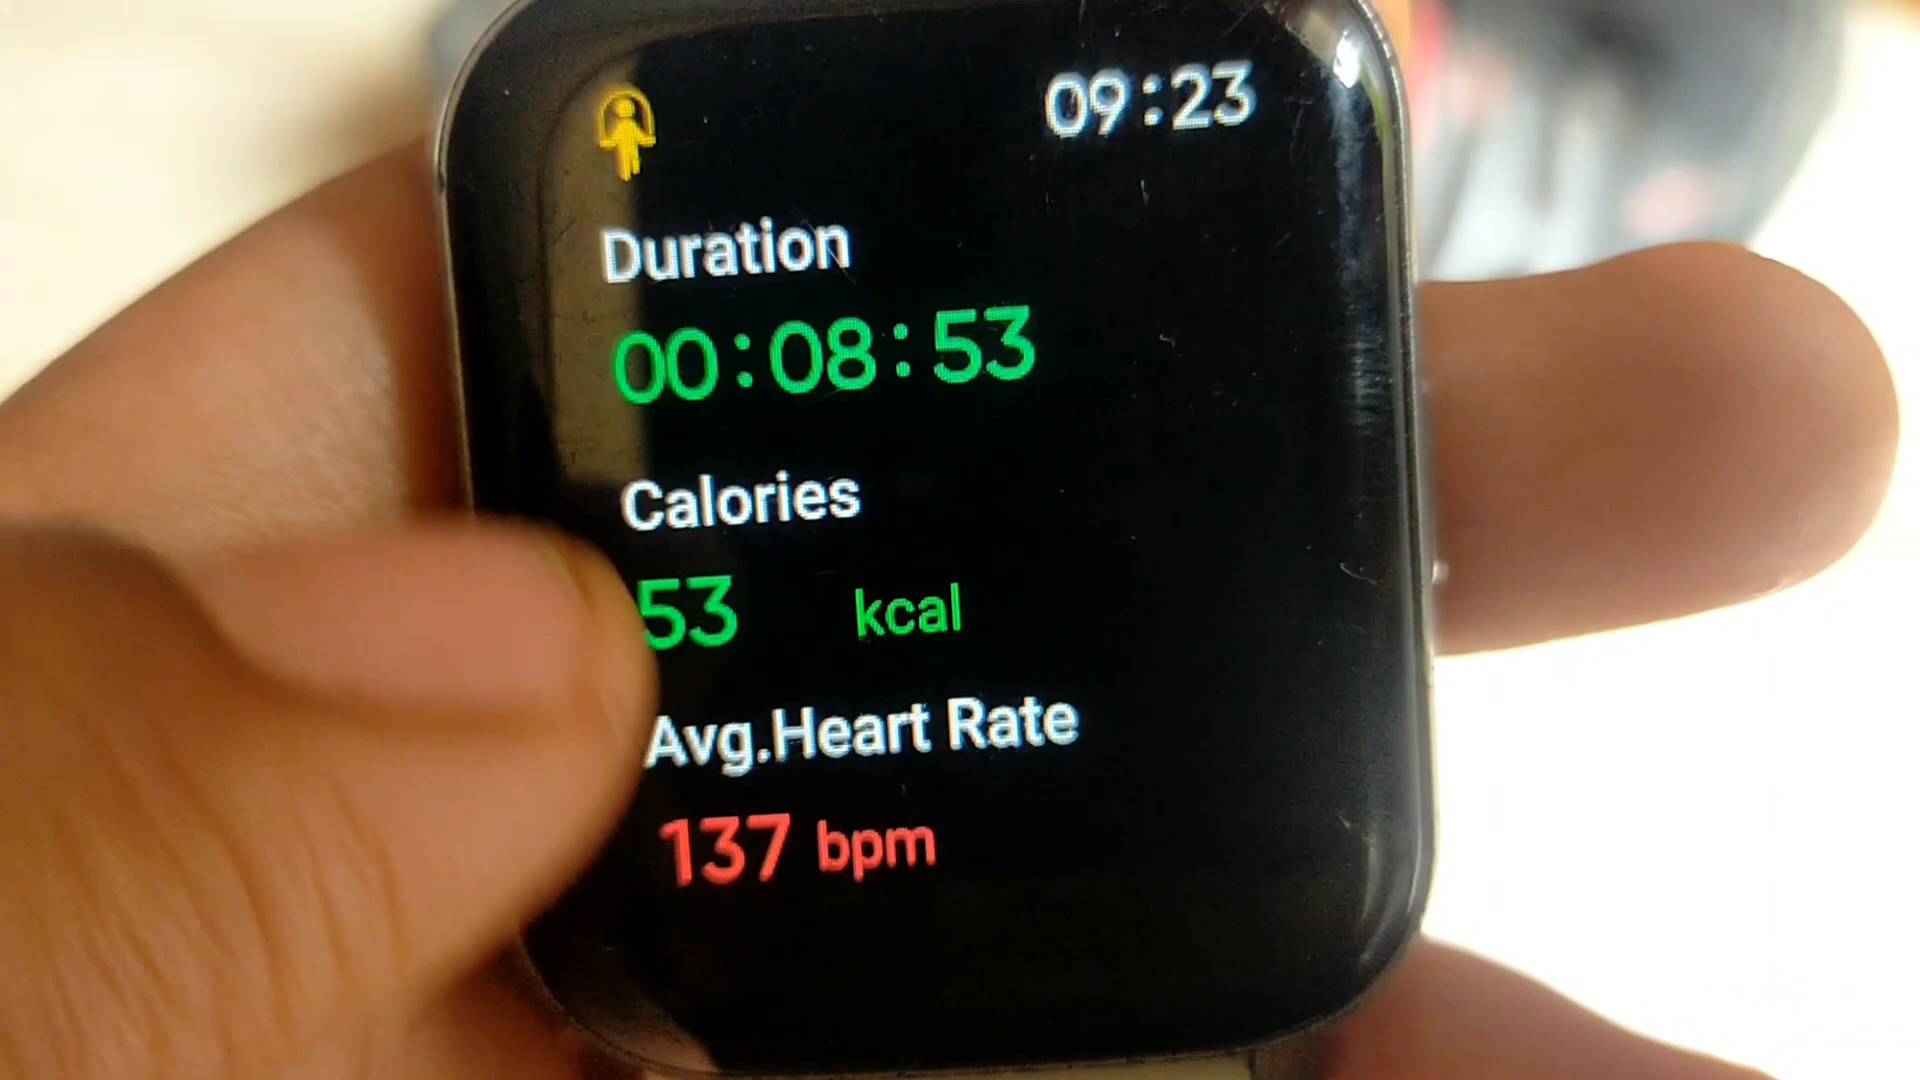 09:23
Duration
00:08:53
Calories
53 kcal
Avg.Heart Rate
137 bpm